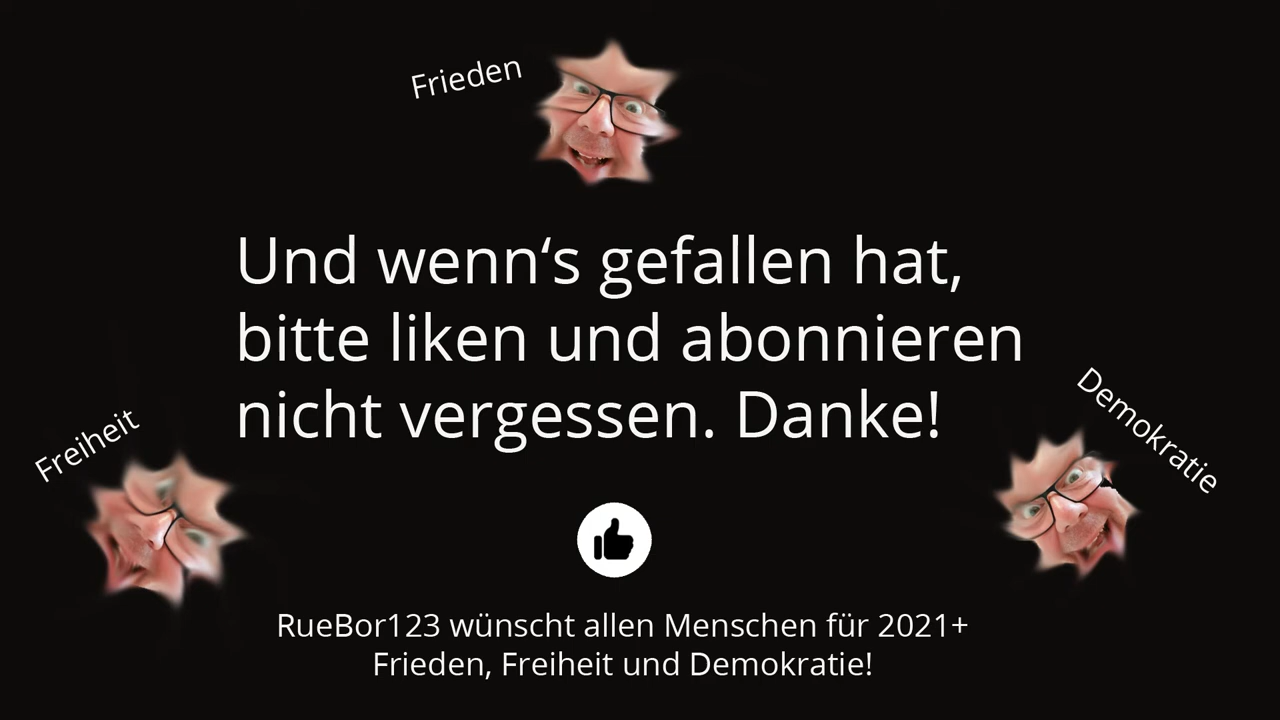 Frieden
Und wenn‘s gefallen hat,
bitte liken und abonnieren
nicht vergessen. Danke!
Freiheit
Demokratie
RueBor123 wünscht allen Menschen für 2021+
Frieden, Freiheit und Demokratie!